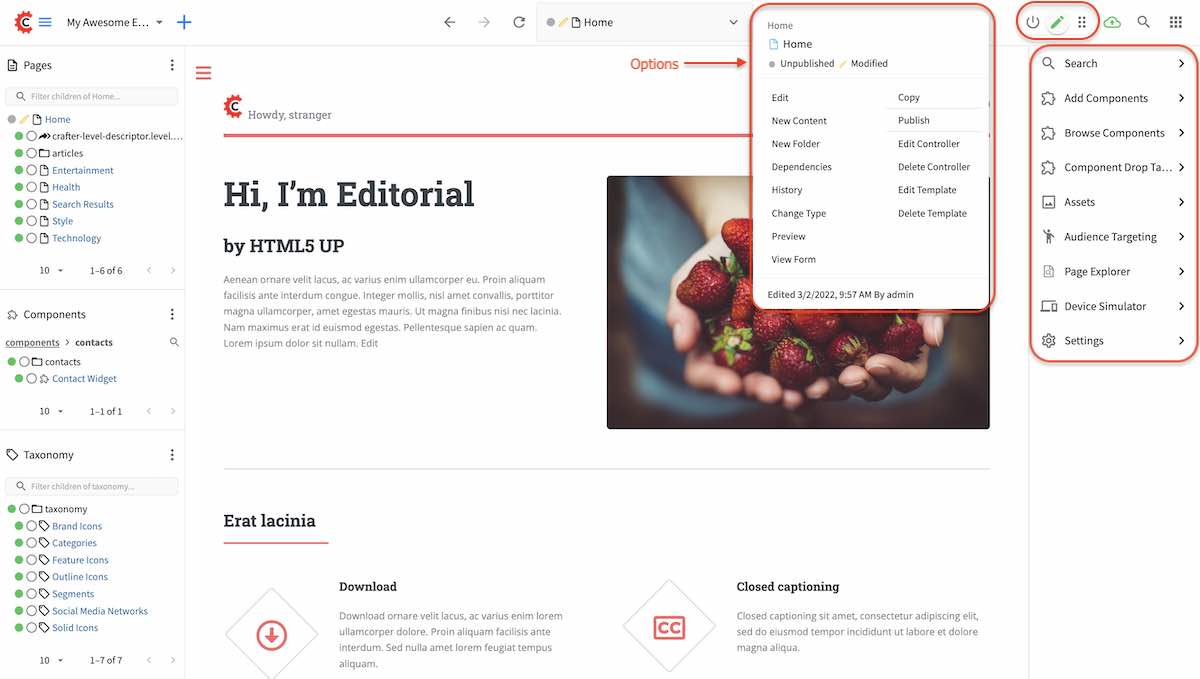 My Awesome E...
Home
Pages
Filter children of Home...
Home
crafter-level-descriptor.level....
articles
Entertainment
Health
Search Results
Style
Technology
10
1–6 of 6
Components
components > contacts
contacts
Contact Widget
10
1–1 of 1
Taxonomy
Filter children of taxonomy...
taxonomy
Brand Icons
Categories
Feature Icons
Outline Icons
Segments
Social Media Networks
Solid Icons
10
1–7 of 7
Howdy, stranger
Hi, I’m Editorial
by HTML5 UP
Aenean ornare velit lacus, ac varius enim ullamcorper eu. Proin aliquam
facilisis ante interdum congue. Integer mollis, nisl amet convallis, porttitor
magna ullamcorper, amet egestas mauris. Ut magna finibus nisi nec lacinia.
Nam maximus erat id euismod egestas. Pellentesque sapien ac quam.
Lorem ipsum dolor sit nullam. Edit
Options
Home
Home
Unpublished Modified
Edit
New Content
New Folder
Dependencies
History
Change Type
Preview
View Form
Copy
Publish
Edit Controller
Delete Controller
Edit Template
Delete Template
Edited 3/2/2022, 9:57 AM By admin
Erat lacinia
Download
Download ornare velit lacus, ac varius enim lorem
ullamcorper dolore. Proin aliquam facilisis ante
interdum. Sed nulla amet lorem feugiat tempus
aliquam.
CC
Closed captioning
Closed captioning sit amet, consectetur adipiscing elit,
sed do eiusmod tempor incididunt ut labore et dolore
magna aliqua.
Search
Add Components
Browse Components
Component Drop Ta...
Assets
Audience Targeting
Page Explorer
Device Simulator
Settings